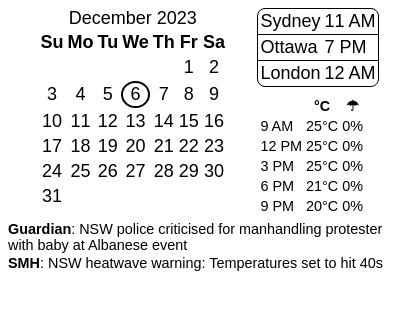 December 2023
Su Mo Tu We Th Fr Sa
1 2
3 4 5 6 7 8 9
10 11 12 13 14 15 16
17 18 19 20 21 22 23
24 25 26 27 28 29 30
31
Sydney 11 AM
Ottawa 7 PM
London 12 AM
°C ☂
9 AM 25°C 0%
12 PM 25°C 0%
3 PM 25°C 0%
6 PM 21°C 0%
9 PM 20°C 0%
Guardian: NSW police criticised for manhandling protester
with baby at Albanese event
SMH: NSW heatwave warning: Temperatures set to hit 40s